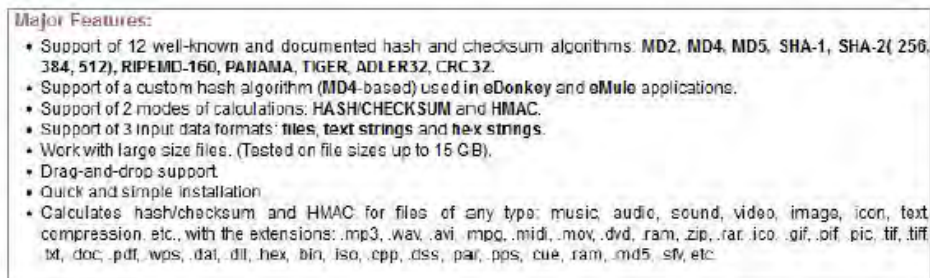 Major Features:
• Support of 12 well-known and documented hash and checksum algorithms: MD2, MD4, MD5, SHA-1, SHA-2( 256,
384, 512), RIPEMD-160, PANAMA, TIGER, ADLER32, CRC32.
• Support of a custom hash algorithm (MD4-based) used in eDonkey and eMule applications.
• Support of 2 modes of calculations: HASH/CHECKSUM and HMAC.
• Support of 3 input data formats: files, text strings and hex strings.
• Work with large size files. (Tested on file sizes up to 15 GB).
• Drag-and-drop support.
• Quick and simple installation.
• Calculates hash/checksum and HMAC for files of any type: music, audio, sound, video, image, icon, text,
compression, etc., with the extensions: .mp3, .wav, .avi, .mpg, .midi, .mov, .dvd, .ram, .zip, .rar, .ico, .gif, .pif, .pic, .tif, .tiff,
.txt, .doc, .pdf, .wps, .dat, .dll, .hex, .bin, .iso, .cpp, .dss, .par, .pps, .cue, .ram, .md5, .sfv, etc.